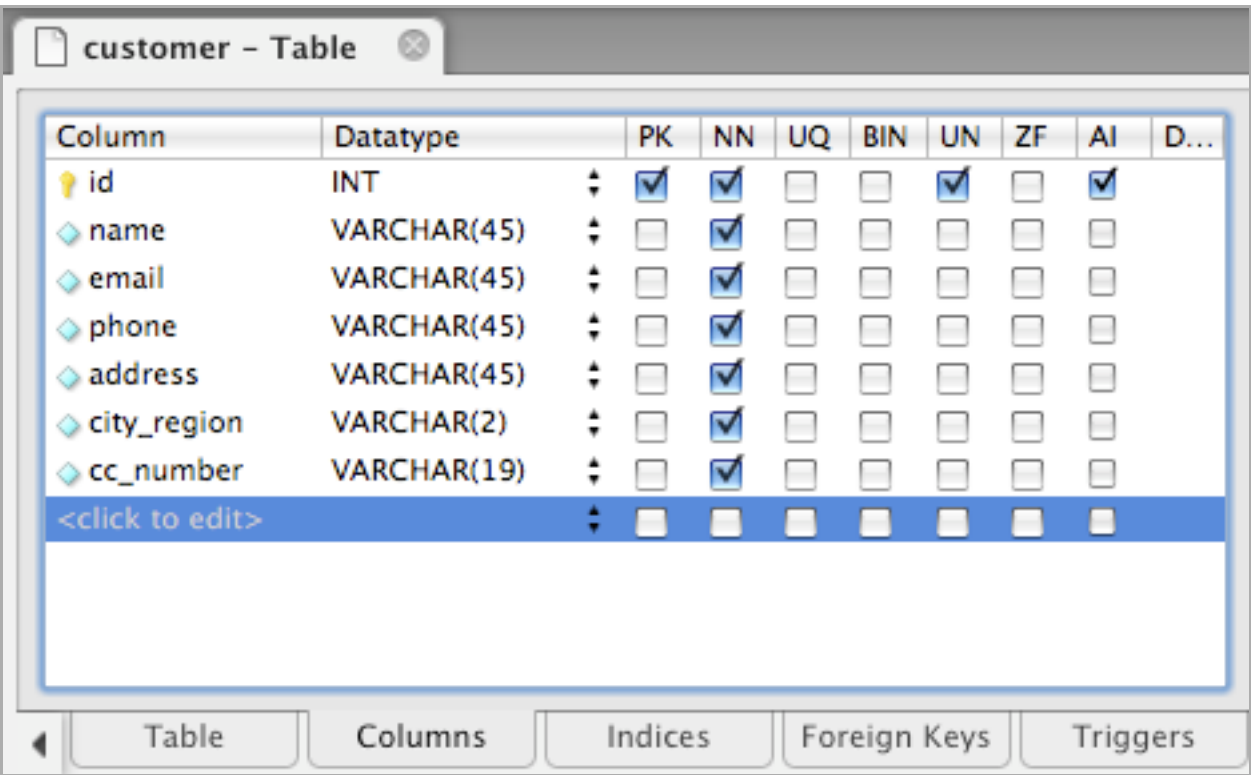 customer – Table
Column Datatype PK NN UQ BIN UN ZF AI D...
id INT
name VARCHAR(45)
email VARCHAR(45)
phone VARCHAR(45)
address VARCHAR(45)
city_region VARCHAR(2)
cc_number VARCHAR(19)
<click to edit>
Table Columns Indices Foreign Keys Triggers